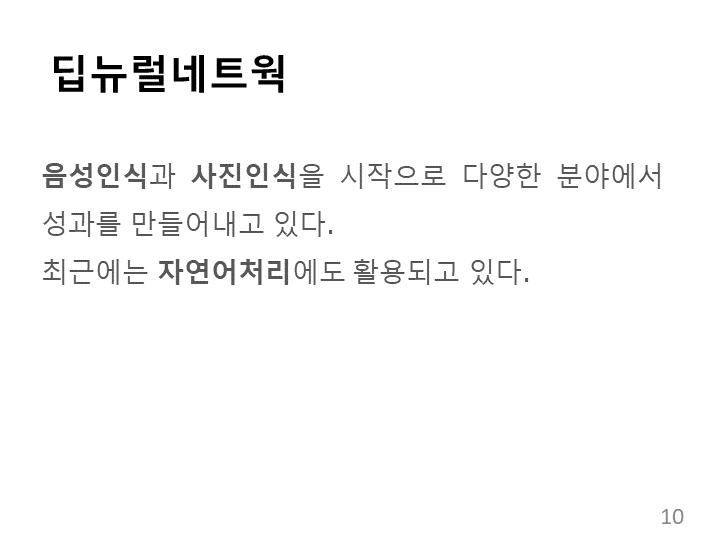 딥뉴럴네트웍
음성인식과 사진인식을 시작으로 다양한 분야에서
성과를 만들어내고 있다.
최근에는 자연어처리에도 활용되고 있다.
10